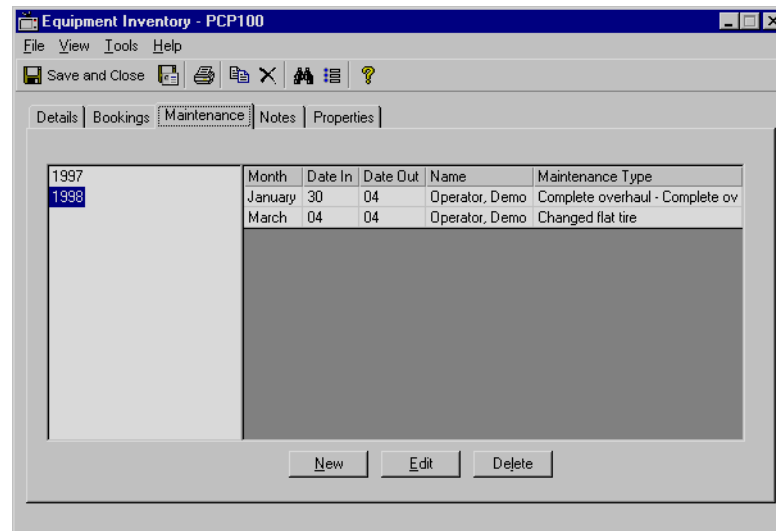 Equipment Inventory - PCP100
File View Tools Help
Save and Close
Details Bookings Maintenance Notes Properties
1997
1998
Month Date In Date Out Name Maintenance Type
January 30 04 Operator, Demo Complete overhaul - Complete ov
March 04 04 Operator, Demo Changed flat tire
New Edit Delete